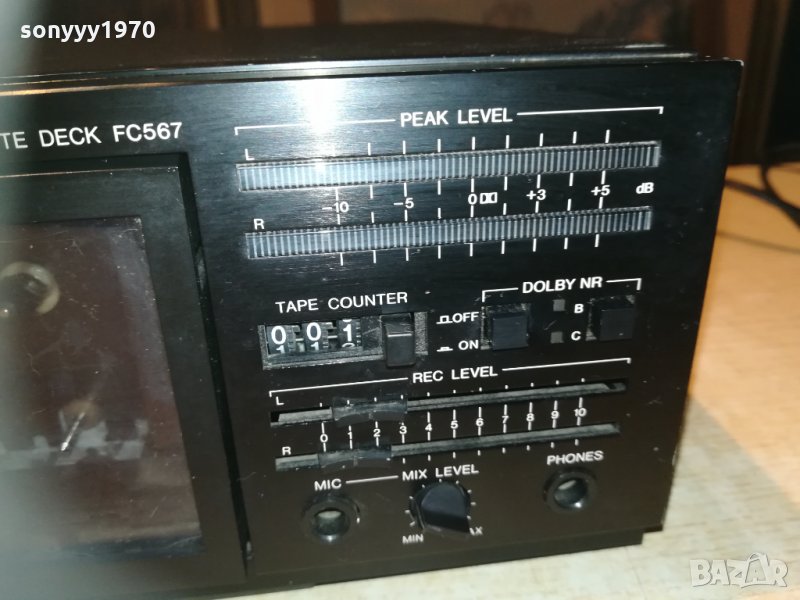 sonyyy1970
TE DECK FC567
PEAK LEVEL
L
-10 -5 0 +3 +5 dB
R
TAPE COUNTER
0 0 1
OFF
ON
DOLBY NR
B
C
REC LEVEL
L
0 1 2 3 4 5 6 7 8 9 10
R
MIC
MIX LEVEL
PHONES
MIN
AX
BAZAR